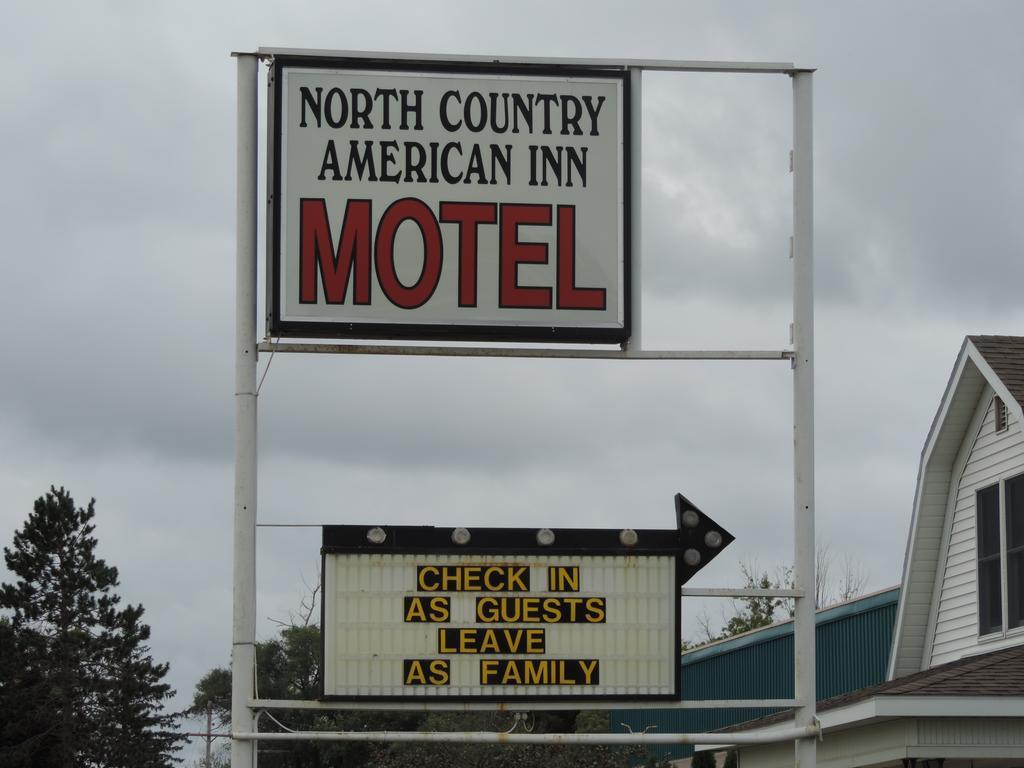 NORTH COUNTRY
AMERICAN INN
MOTEL
CHECK IN
AS GUESTS
LEAVE
AS FAMILY